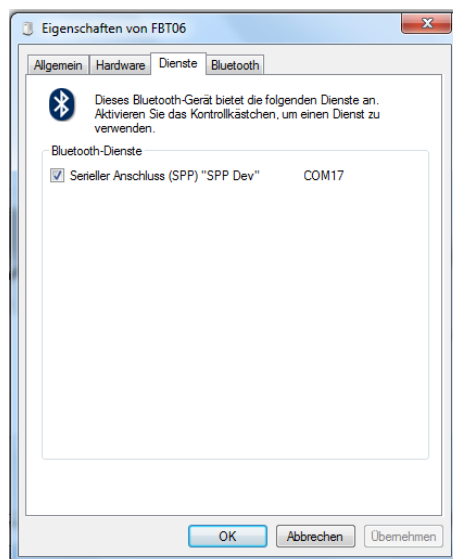 Eigenschaften von FBT06
Allgemein Hardware Dienste Bluetooth
Dieses Bluetooth-Gerät bietet die folgenden Dienste an.
Aktivieren Sie das Kontrollkästchen, um einen Dienst zu
verwenden.
Bluetooth-Dienste
Serieller Anschluss (SPP) "SPP Dev" COM17
OK Abbrechen Übernehmen